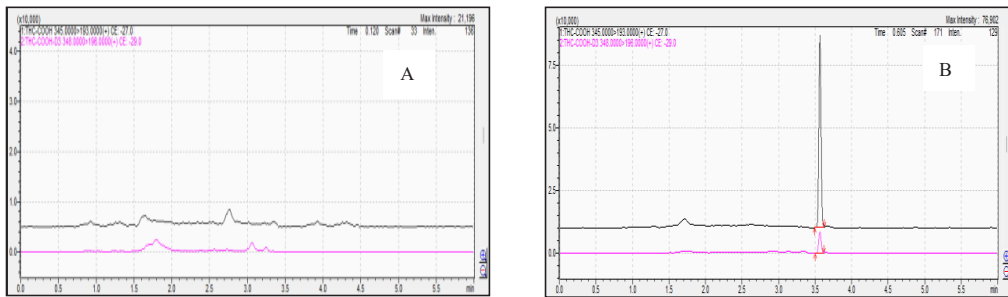 (x10,000)
Max Intensity : 21,196
1:THC-COOH 345.0000>193.0000(+) CE: -27.0
Time 0.120 Scan# 33 Inten. 136
2:THC-COOH-D3 348.0000>196.0000(+) CE: -29.0
A
4.0
3.0
2.0
1.0
0.0
0.0 0.5 1.0 1.5 2.0 2.5 3.0 3.5 4.0 4.5 5.0 5.5
min
(x10,000)
Max Intensity : 76,902
1:THC-COOH 345.0000>193.0000(+) CE: -27.0
Time 0.605 Scan# 171 Inten. 129
2:THC-COOH-D3 348.0000>196.0000(+) CE: -29.0
B
7.5
5.0
2.5
0.0
0.0 0.5 1.0 1.5 2.0 2.5 3.0 3.5 4.0 4.5 5.0 5.5
min